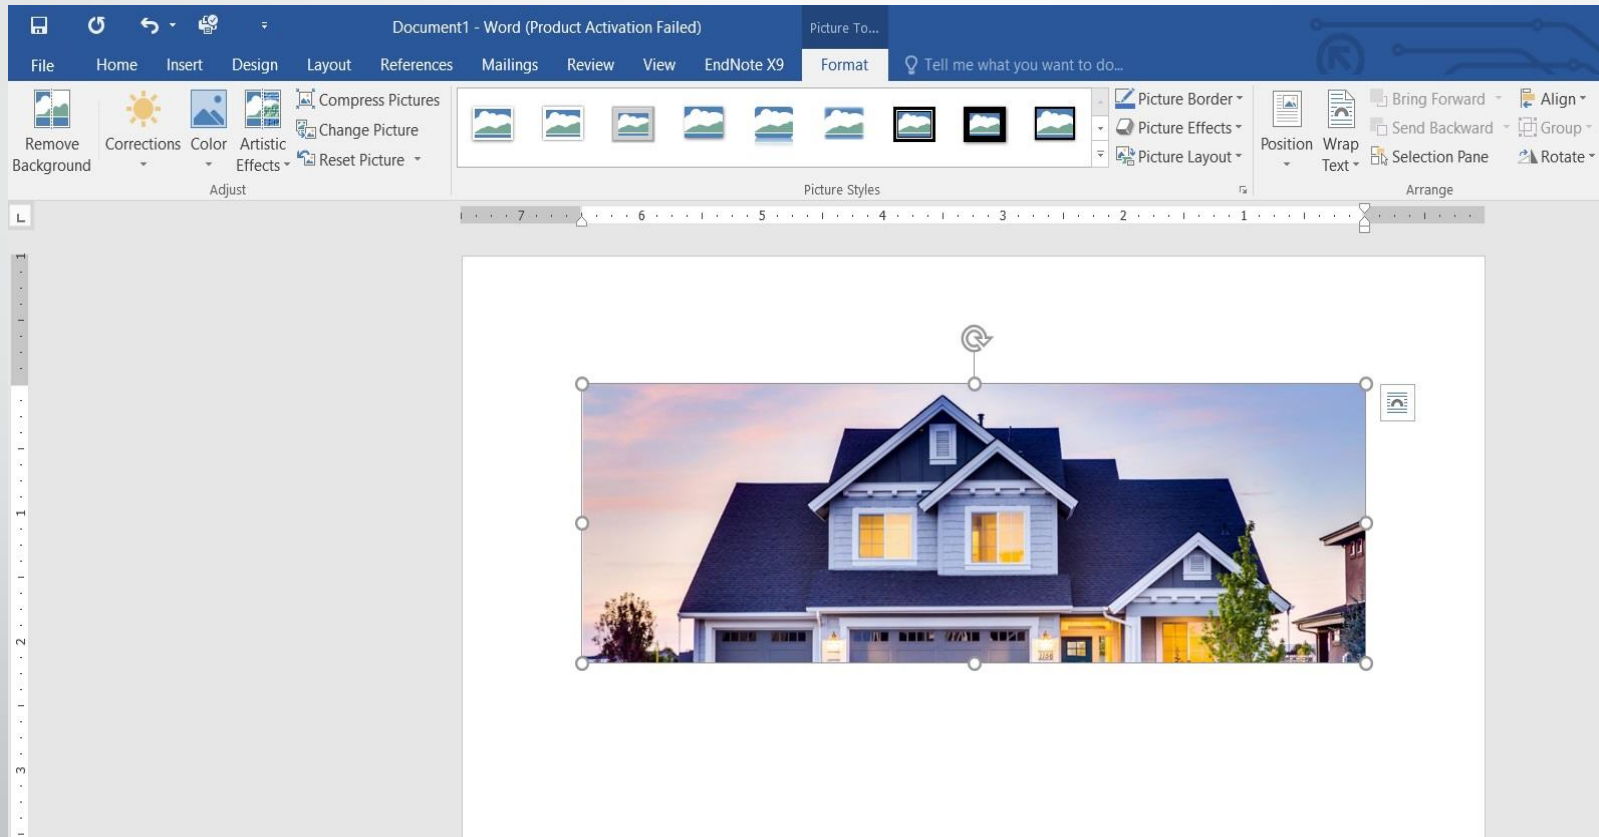 Document1 - Word (Product Activation Failed)
Picture To...
File Home Insert Design Layout References Mailings Review View EndNote X9 Format Tell me what you want to do...
Remove Background
Corrections
Color
Artistic Effects
Compress Pictures
Change Picture
Reset Picture
Adjust
Picture Styles
Picture Border
Picture Effects
Picture Layout
Position
Wrap Text
Bring Forward
Send Backward
Selection Pane
Align
Group
Rotate
Arrange
L
7 6 5 4 3 2 1
1
1
2
3